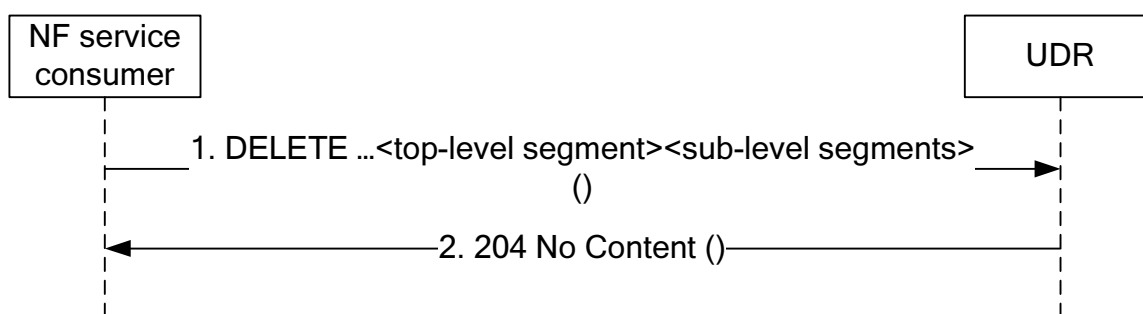 NF service
consumer
UDR
1. DELETE …<top-level segment><sub-level segments>
()
2. 204 No Content ()